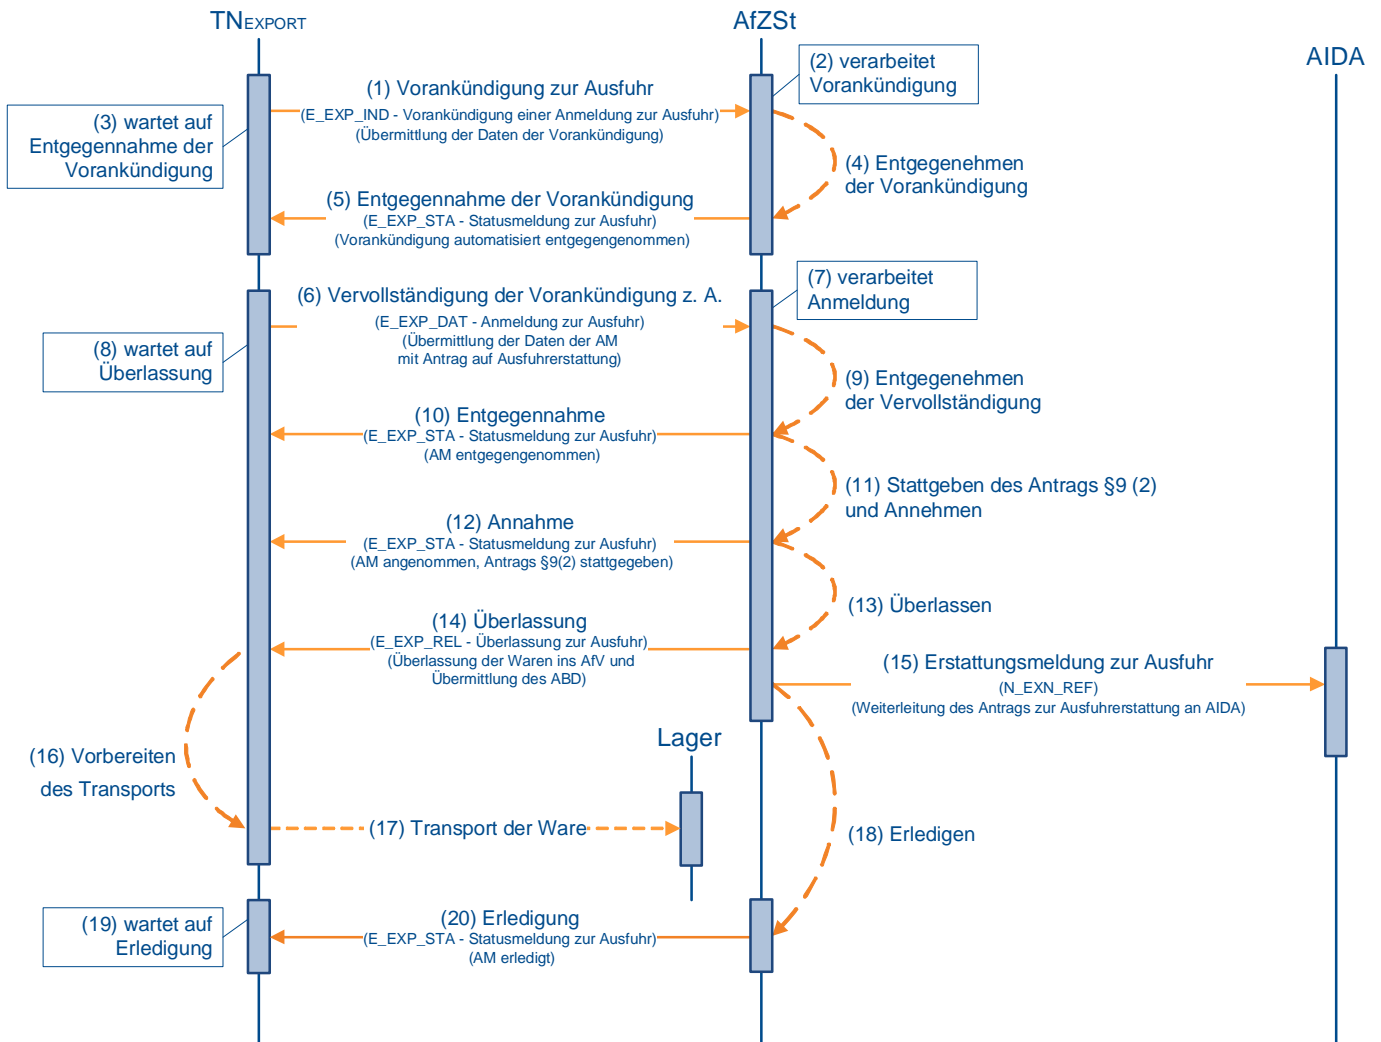 TNEXPORT
AfZSt
AIDA
(1) Vorankündigung zur Ausfuhr
(E_EXP_IND - Vorankündigung einer Anmeldung zur Ausfuhr)
(Übermittlung der Daten der Vorankündigung)
(2) verarbeitet
Vorankündigung
(3) wartet auf
Entgegennahme der
Vorankündigung
(4) Entgegenehmen
der Vorankündigung
(5) Entgegennahme der Vorankündigung
(E_EXP_STA - Statusmeldung zur Ausfuhr)
(Vorankündigung automatisiert entgegengenommen)
(6) Vervollständigung der Vorankündigung z. A.
(E_EXP_DAT - Anmeldung zur Ausfuhr)
(Übermittlung der Daten der AM
mit Antrag auf Ausfuhrerstattung)
(7) verarbeitet
Anmeldung
(8) wartet auf
Überlassung
(9) Entgegenehmen
der Vervollständigung
(10) Entgegennahme
(E_EXP_STA - Statusmeldung zur Ausfuhr)
(AM entgegengenommen)
(11) Stattgeben des Antrags §9 (2)
und Annehmen
(12) Annahme
(E_EXP_STA - Statusmeldung zur Ausfuhr)
(AM angenommen, Antrags §9(2) stattgegeben)
(13) Überlassen
(14) Überlassung
(E_EXP_REL - Überlassung zur Ausfuhr)
(Überlassung der Waren ins AfV und
Übermittlung des ABD)
(15) Erstattungsmeldung zur Ausfuhr
(N_EXN_REF)
(Weiterleitung des Antrags zur Ausfuhrerstattung an AIDA)
Lager
(16) Vorbereiten
des Transports
(17) Transport der Ware
(18) Erledigen
(19) wartet auf
Erledigung
(20) Erledigung
(E_EXP_STA - Statusmeldung zur Ausfuhr)
(AM erledigt)